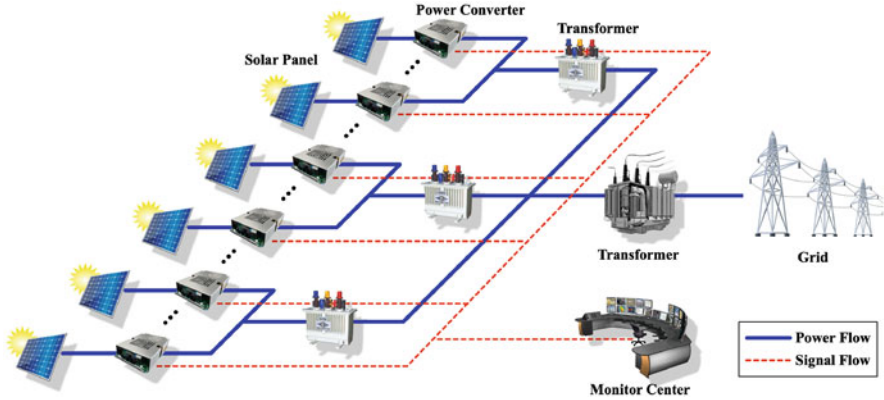 Power Converter
Transformer
Solar Panel
Transformer
Grid
Monitor Center
Power Flow
Signal Flow